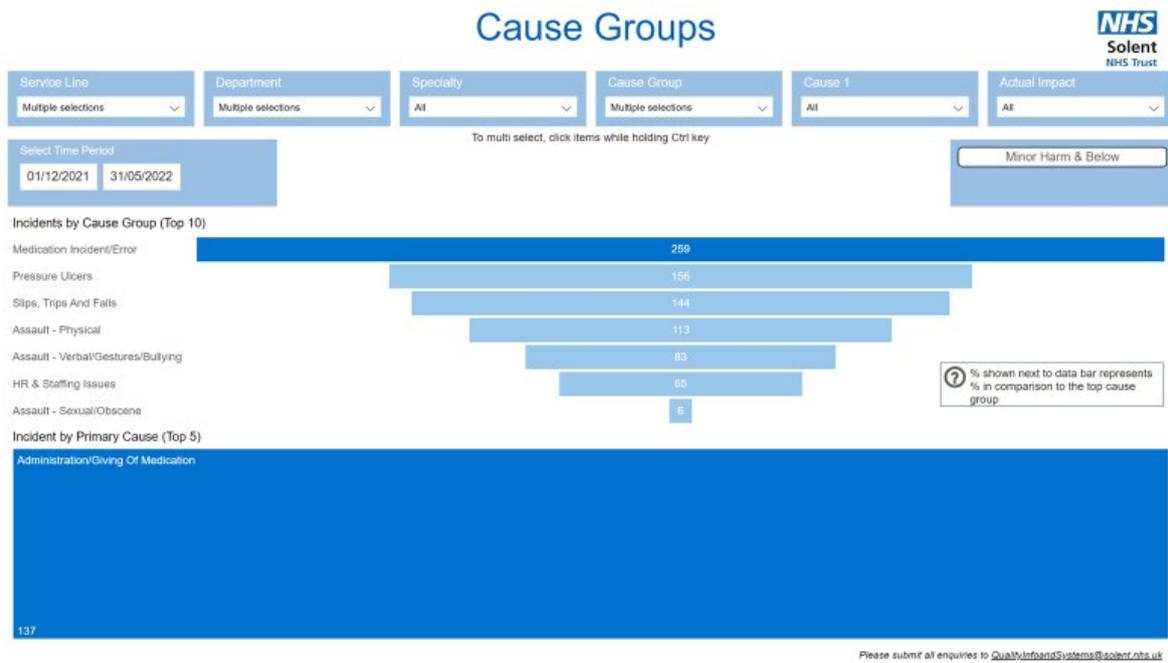 Cause Groups
NHS
Solent
NHS Trust
Service Line
Multiple selections
Department
Multiple selections
Specialty
All
Cause Group
Multiple selections
Cause 1
All
Actual Impact
All
To multi select, click items while holding Ctrl key
Select Time Period
01/12/2021 31/05/2022
Minor Harm & Below
Incidents by Cause Group (Top 10)
Medication Incident/Error 259
Pressure Ulcers 156
Slips, Trips And Falls 144
Assault - Physical 113
Assault - Verbal/Gestures/Bullying 83
HR & Staffing Issues 65
Assault - Sexual/Obscene 6
? % shown next to data bar represents
% in comparison to the top cause
group
Incident by Primary Cause (Top 5)
Administration/Giving Of Medication
137
Please submit all enquiries to QualityInfoandSystems@solent.nhs.uk